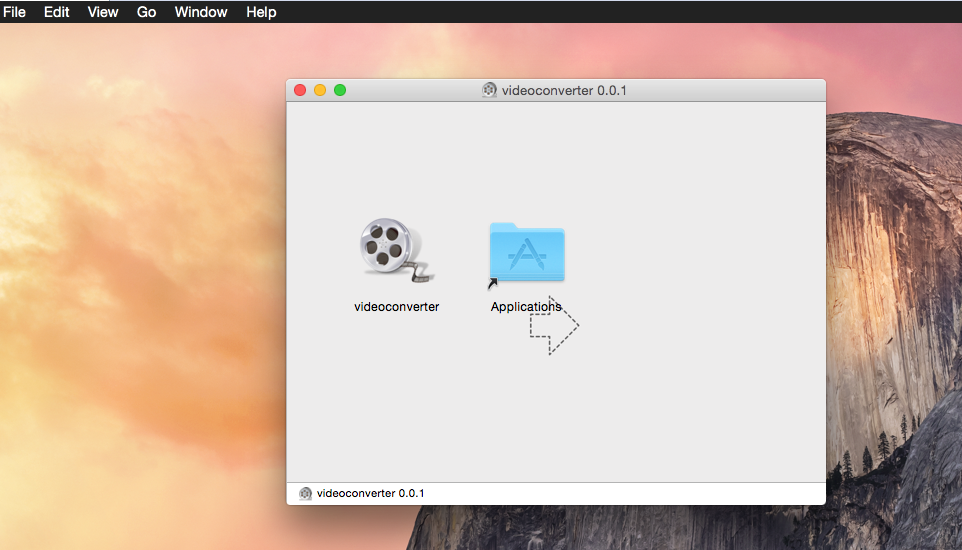 File Edit View Go Window Help
videoconverter 0.0.1
videoconverter Applications
videoconverter 0.0.1